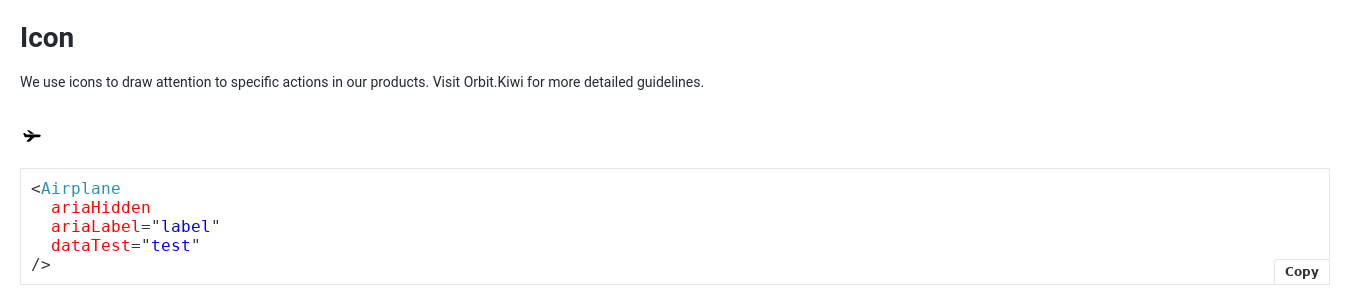 Icon
We use icons to draw attention to specific actions in our products. Visit Orbit.Kiwi for more detailed guidelines.
<Airplane
  ariaHidden
  ariaLabel="label"
  dataTest="test"
/>
Copy